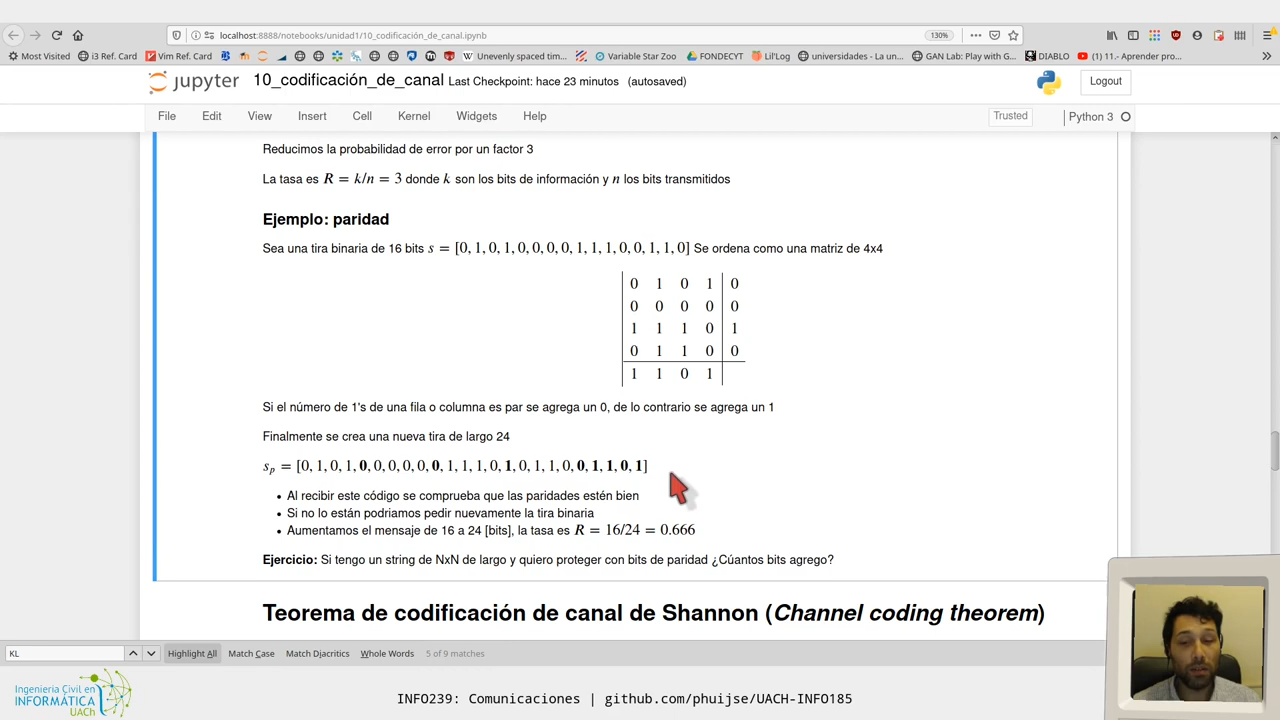 localhost:8888/notebooks/unidad1/10_codificación_de_canal.ipynb 130%
Most Visited i3 Ref. Card Vim Ref. Card Unevenly spaced tim... Variable Star Zoo FONDECYT Lil'Log universidades - La un... GAN Lab: Play with G... DIABLO (1) 11.- Aprender pro...
jupyter 10_codificación_de_canal Last Checkpoint: hace 23 minutos (autosaved) Logout
File Edit View Insert Cell Kernel Widgets Help Trusted Python 3
Reducimos la probabilidad de error por un factor 3
La tasa es R = k/n = 3 donde k son los bits de información y n los bits transmitidos
Ejemplo: paridad
Sea una tira binaria de 16 bits s = [0, 1, 0, 1, 0, 0, 0, 0, 1, 1, 1, 0, 0, 1, 1, 0] Se ordena como una matriz de 4x4
0 1 0 1 0
0 0 0 0 0
1 1 1 0 1
0 1 1 0 0
1 1 0 1
Si el número de 1's de una fila o columna es par se agrega un 0, de lo contrario se agrega un 1
Finalmente se crea una nueva tira de largo 24
sp = [0, 1, 0, 1, 0, 0, 0, 0, 0, 0, 1, 1, 1, 0, 1, 0, 1, 1, 0, 0, 1, 1, 0, 1]
• Al recibir este código se comprueba que las paridades estén bien
• Si no lo están podriamos pedir nuevamente la tira binaria
• Aumentamos el mensaje de 16 a 24 [bits], la tasa es R = 16/24 = 0.666
Ejercicio: Si tengo un string de NxN de largo y quiero proteger con bits de paridad ¿Cúantos bits agrego?
Teorema de codificación de canal de Shannon (Channel coding theorem)
KL Highlight All Match Case Match Diacritics Whole Words 5 of 9 matches
Ingeniería Civil en
INFORMÁTICA
UACh
INFO239: Comunicaciones | github.com/phuijse/UACH-INFO185